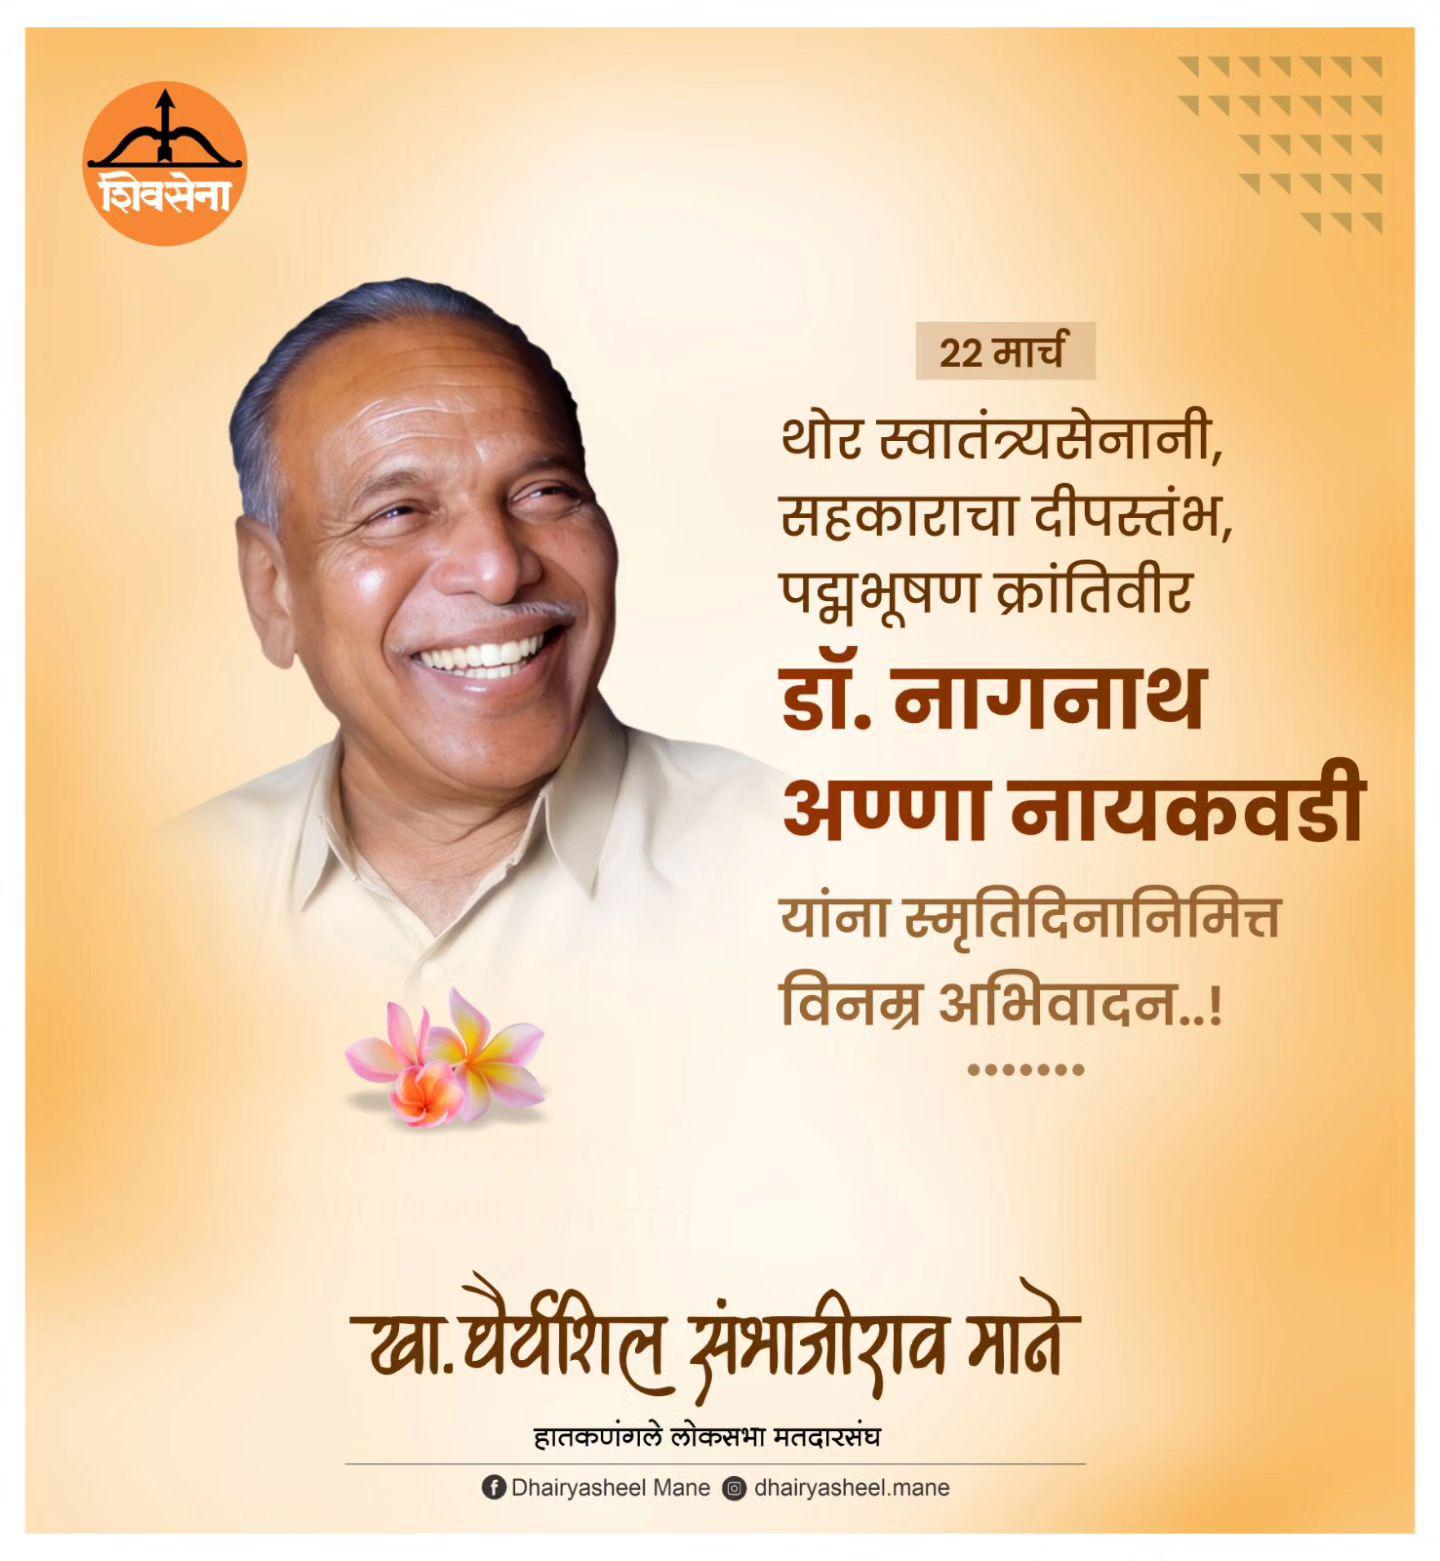 शिवसेना
22 मार्च
थोर स्वातंत्र्यसेनानी,
सहकाराचा दीपस्तंभ,
पद्मभूषण क्रांतिवीर
डॉ. नागनाथ
अण्णा नायकवडी
यांना स्मृतिदिनानिमित्त
विनम्र अभिवादन..!
खा. धैर्यशिल संभाजीराव माने
हातकणंगले लोकसभा मतदारसंघ
Dhairyasheel Mane dhairyasheel.mane